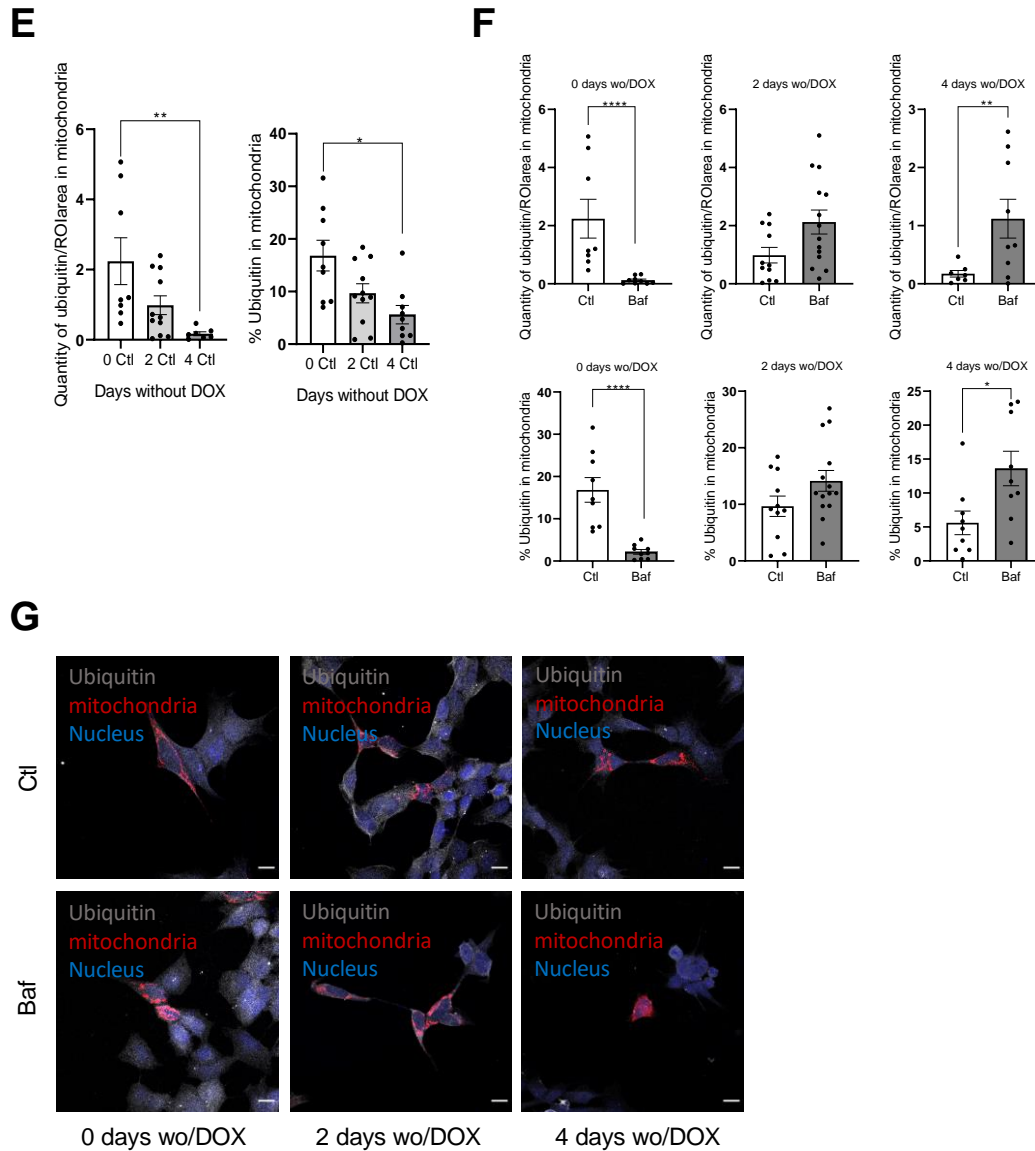 E
Quantity of ubiquitin/ROIarea in mitochondria
6
4
2
0
**
0 Ctl 2 Ctl 4 Ctl
Days without DOX
% Ubiquitin in mitochondria
40
30
20
10
0
*
0 Ctl 2 Ctl 4 Ctl
Days without DOX
F
0 days wo/DOX
Quantity of ubiquitin/ROIarea in mitochondria
6
4
2
0
****
Ctl Baf
2 days wo/DOX
Quantity of ubiquitin/ROIarea in mitochondria
6
4
2
0
Ctl Baf
4 days wo/DOX
Quantity of ubiquitin/ROIarea in mitochondria
3
2
1
0
**
Ctl Baf
0 days wo/DOX
% Ubiquitin in mitochondria
40
30
20
10
0
****
Ctl Baf
2 days wo/DOX
% Ubiquitin in mitochondria
30
20
10
0
Ctl Baf
4 days wo/DOX
% Ubiquitin in mitochondria
25
20
15
10
5
0
*
Ctl Baf
G
Ctl
Ubiquitin
mitochondria
Nucleus
Ubiquitin
mitochondria
Nucleus
Ubiquitin
mitochondria
Nucleus
Baf
Ubiquitin
mitochondria
Nucleus
Ubiquitin
mitochondria
Nucleus
Ubiquitin
mitochondria
Nucleus
0 days wo/DOX
2 days wo/DOX
4 days wo/DOX